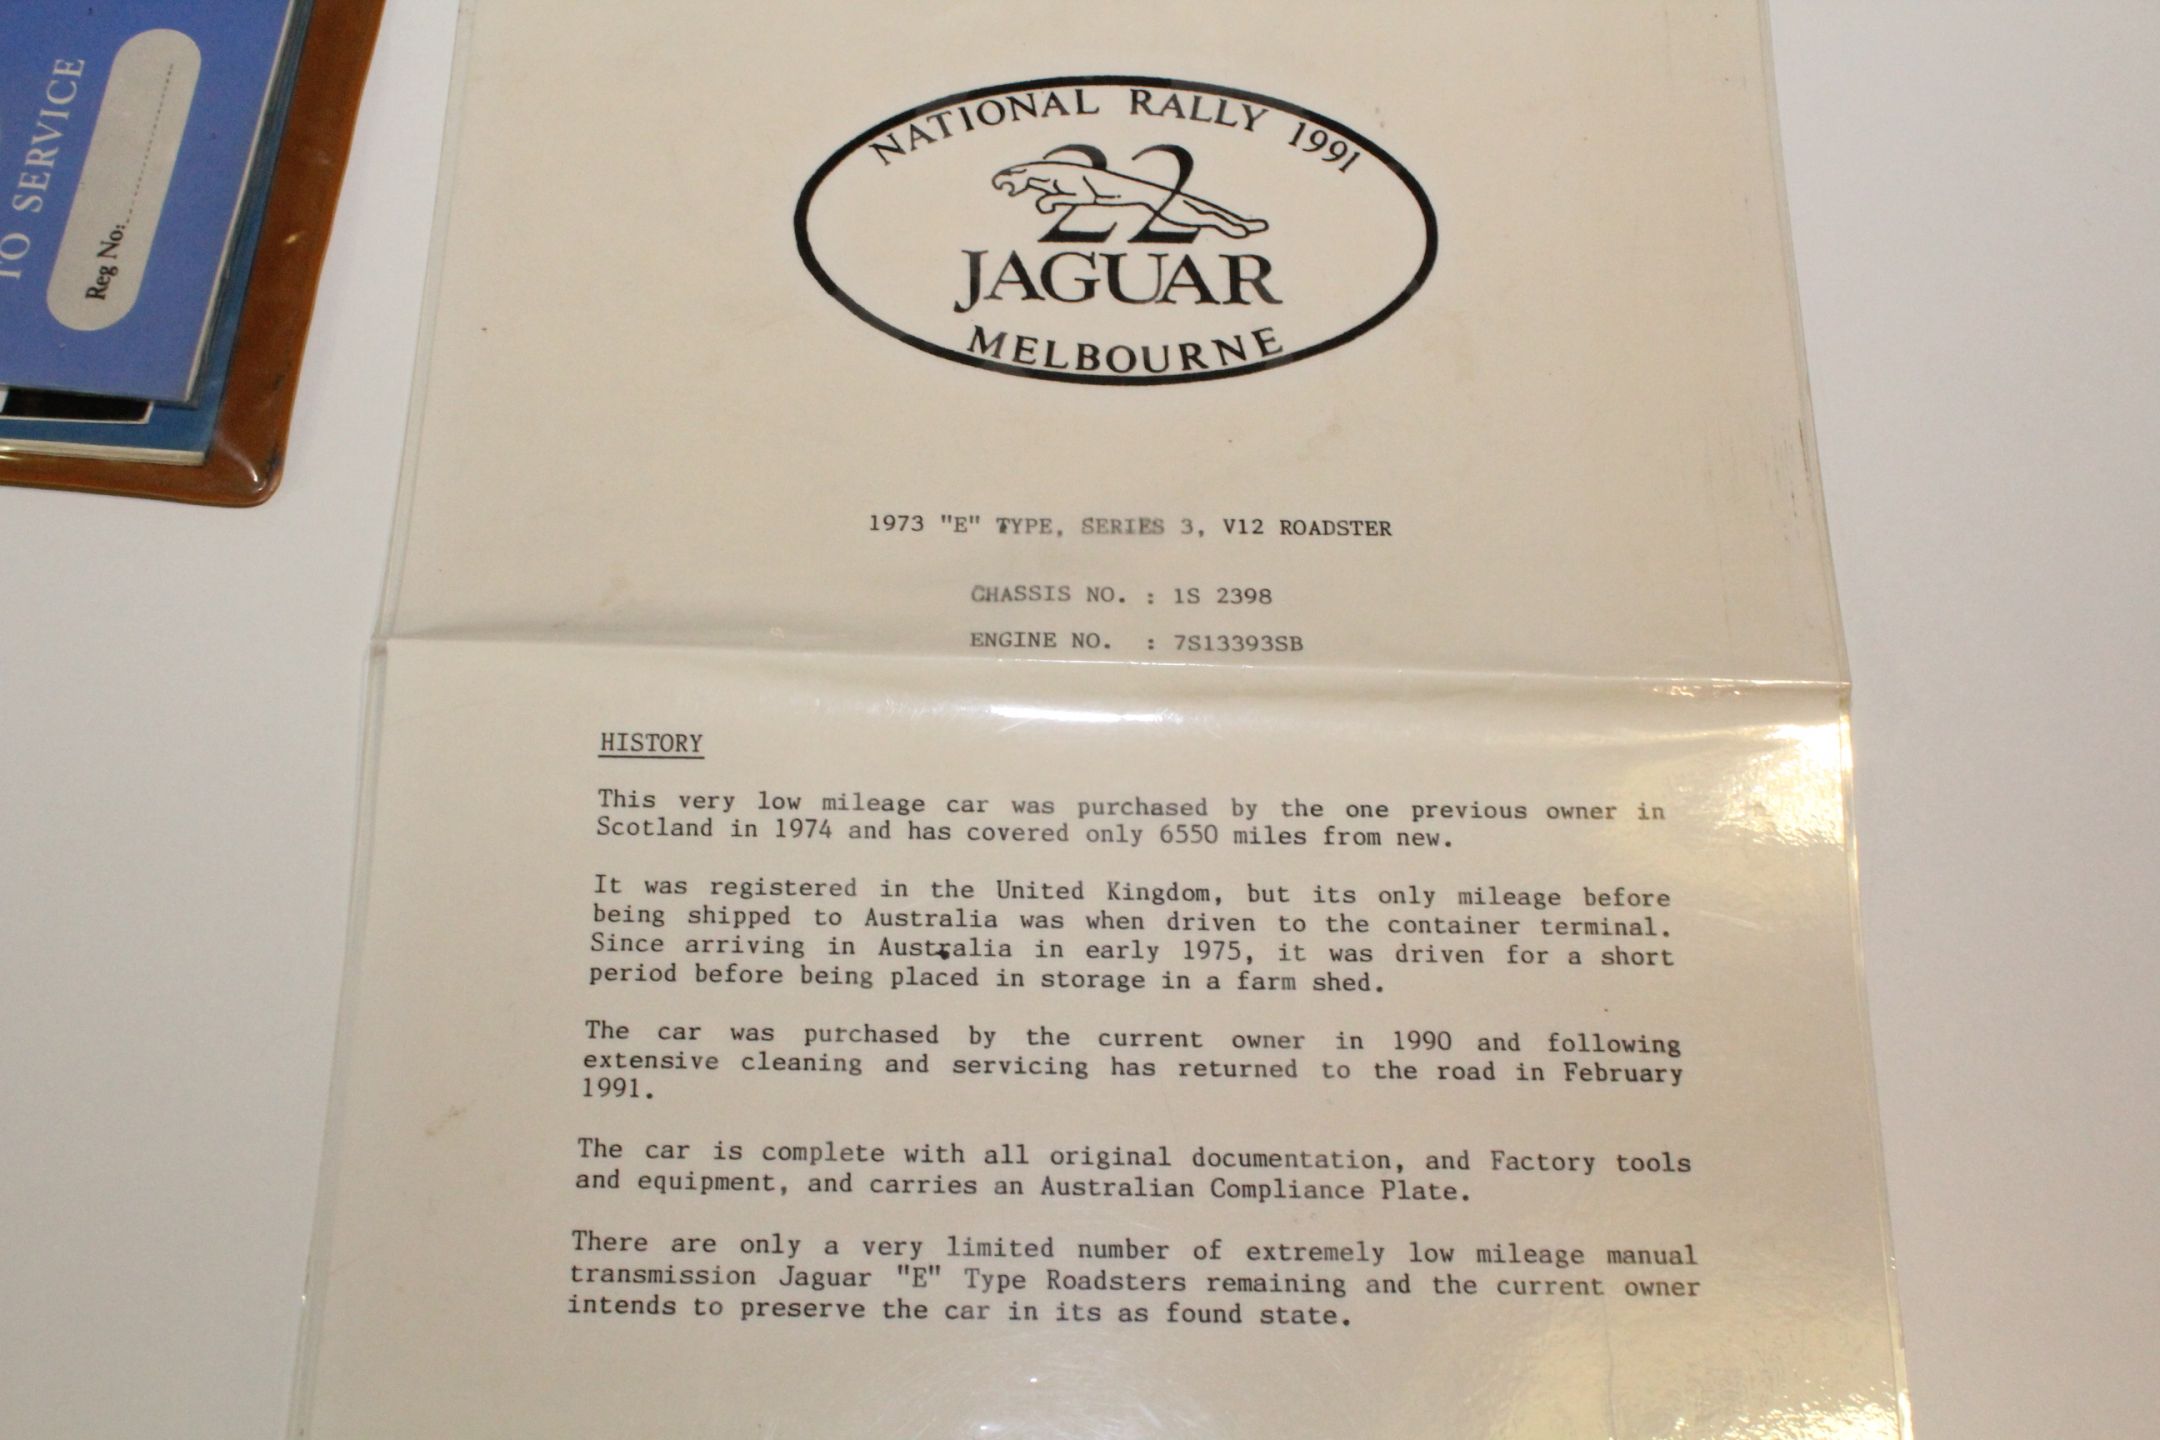 TO SERVICE
Reg No:
NATIONAL RALLY 1991
22
JAGUAR
MELBOURNE
1973 "E" TYPE, SERIES 3, V12 ROADSTER
CHASSIS NO. : 1S 2398
ENGINE NO. : 7S13393SB
HISTORY
This very low mileage car was purchased by the one previous owner in
Scotland in 1974 and has covered only 6550 miles from new.
It was registered in the United Kingdom, but its only mileage before
being shipped to Australia was when driven to the container terminal.
Since arriving in Australia in early 1975, it was driven for a short
period before being placed in storage in a farm shed.
The car was purchased by the current owner in 1990 and following
extensive cleaning and servicing has returned to the road in February
1991.
The car is complete with all original documentation, and Factory tools
and equipment, and carries an Australian Compliance Plate.
There are only a very limited number of extremely low mileage manual
transmission Jaguar "E" Type Roadsters remaining and the current owner
intends to preserve the car in its as found state.